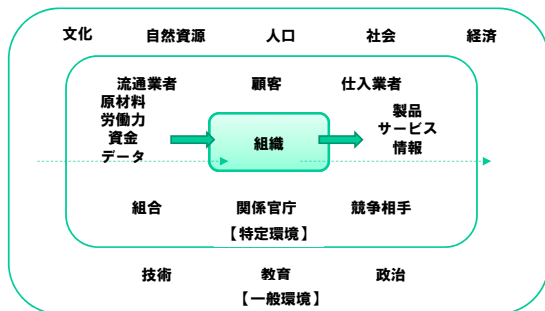 文化 自然資源 人口 社会 経済
流通業者 顧客 仕入業者
原材料
労働力
資金
データ
組織
製品
サービス
情報
組合 関係官庁 競争相手
【特定環境】
技術 教育 政治
【一般環境】